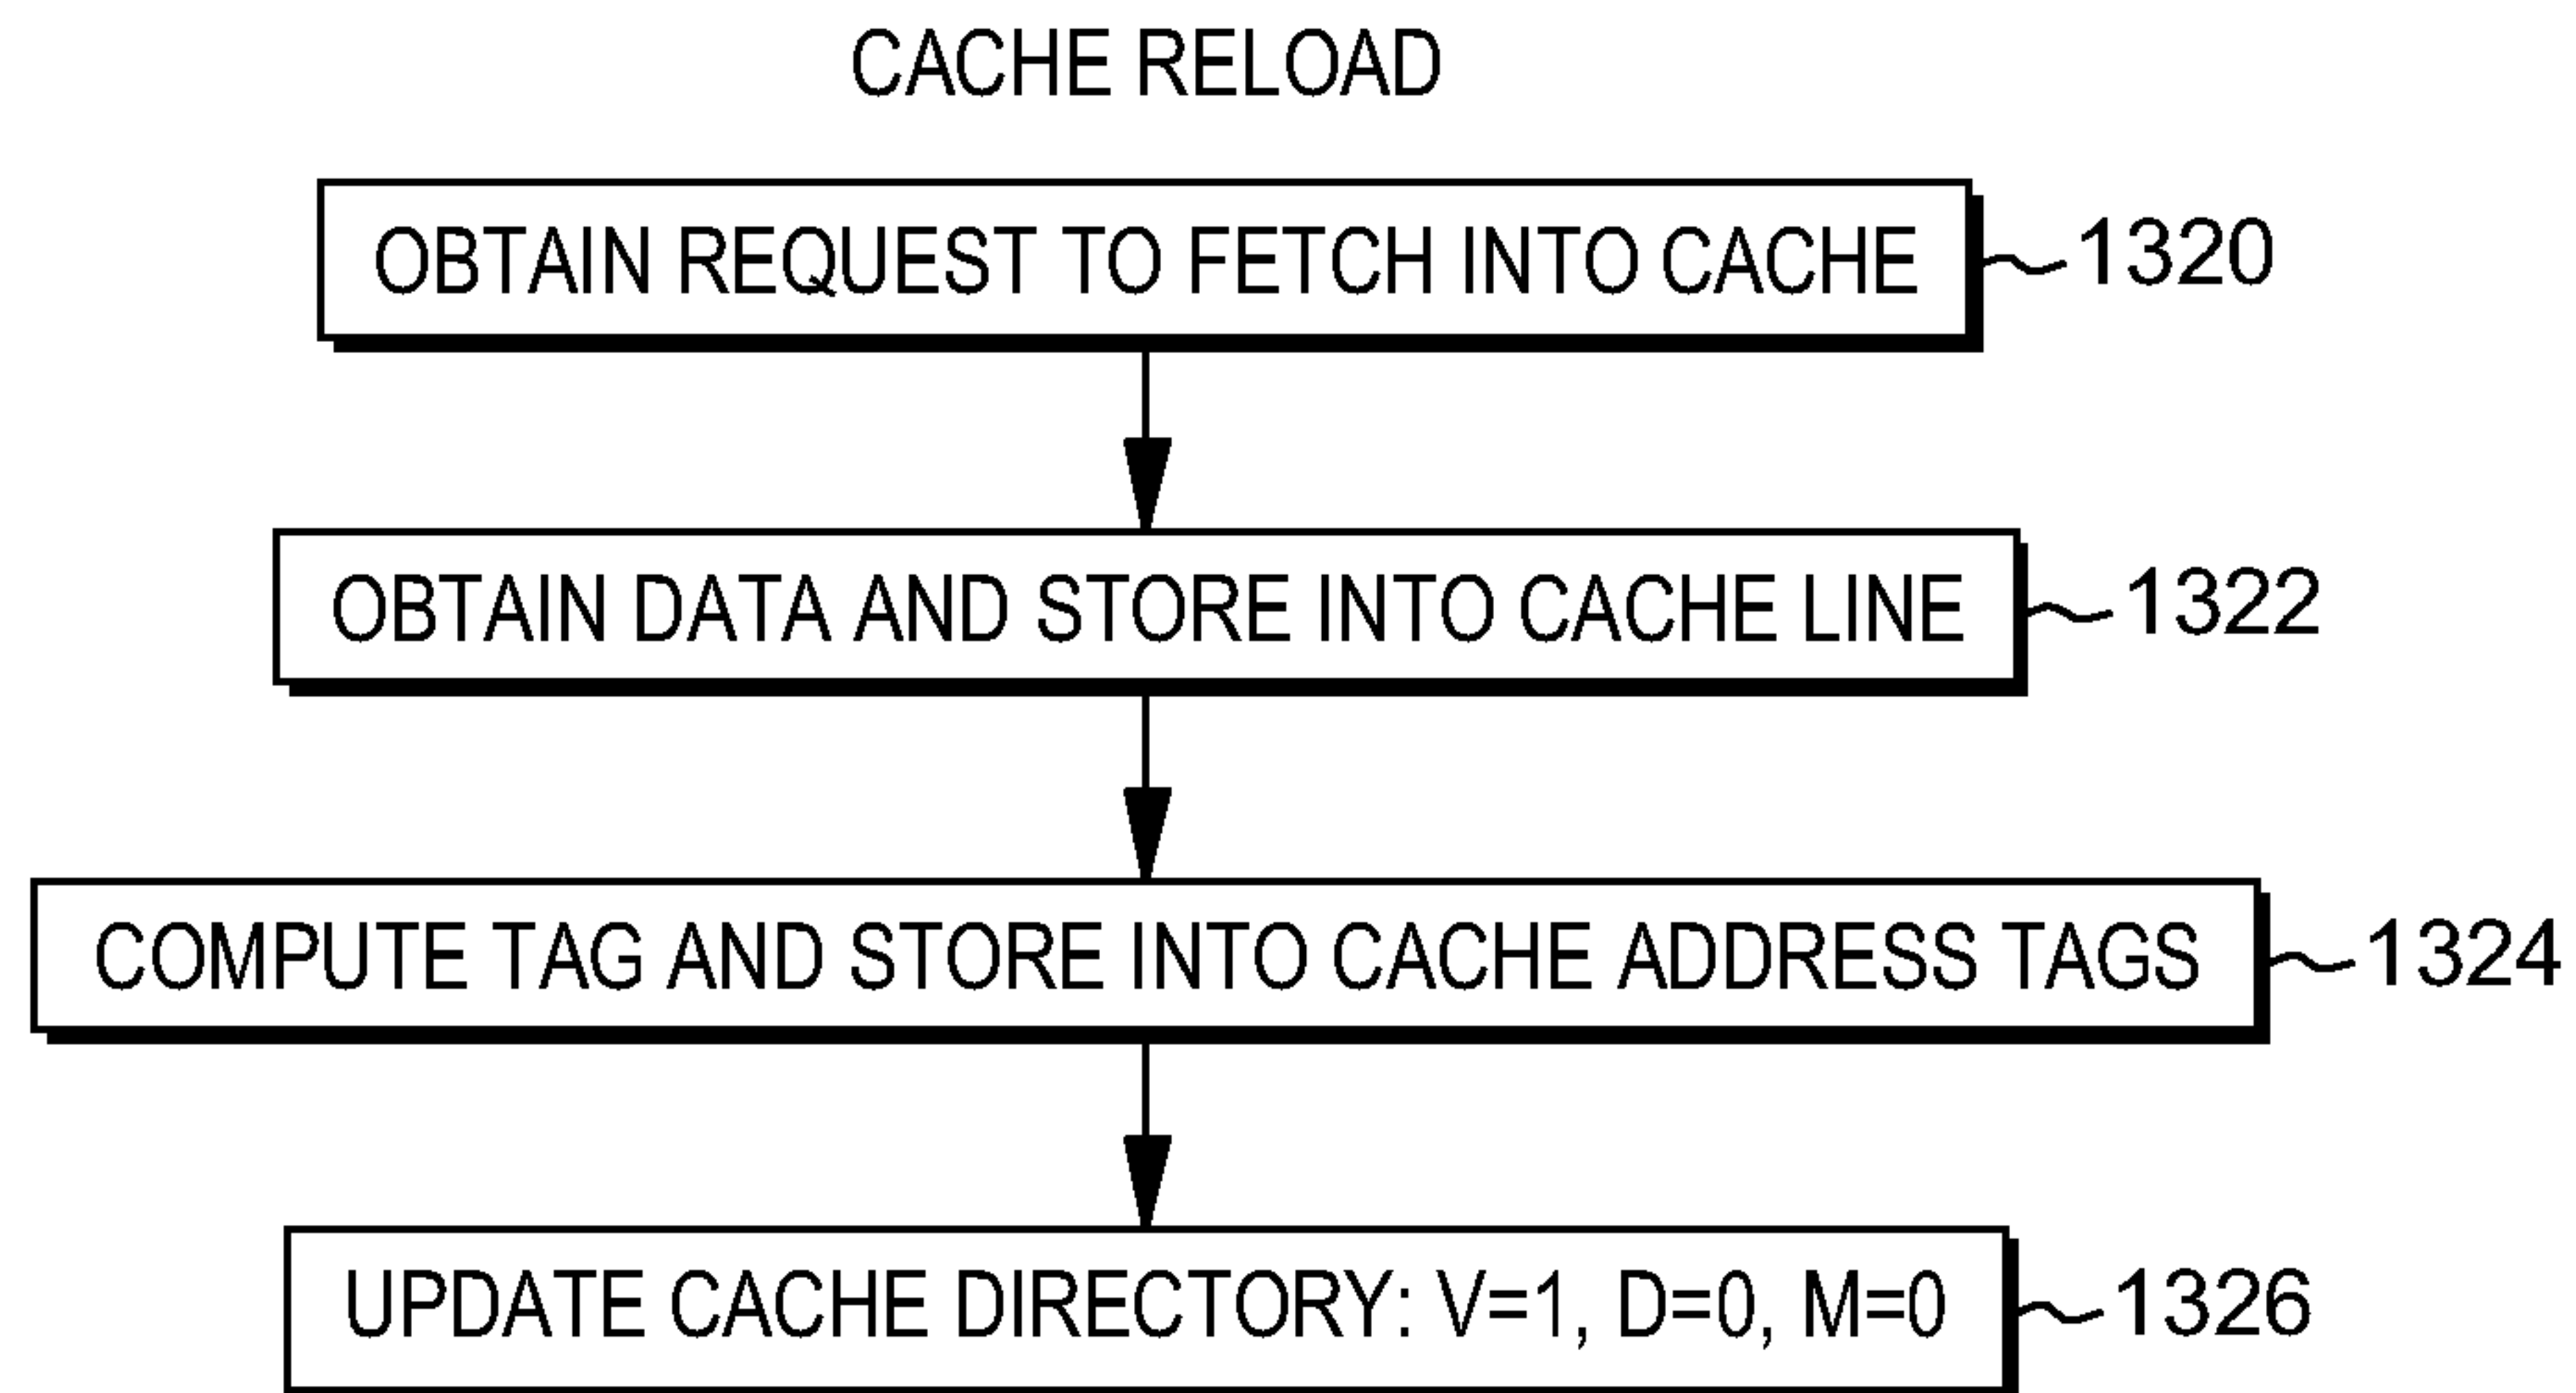 CACHE RELOAD
OBTAIN REQUEST TO FETCH INTO CACHE
1320
OBTAIN DATA AND STORE INTO CACHE LINE
1322
COMPUTE TAG AND STORE INTO CACHE ADDRESS TAGS
1324
UPDATE CACHE DIRECTORY: V=1, D=0, M=0
1326